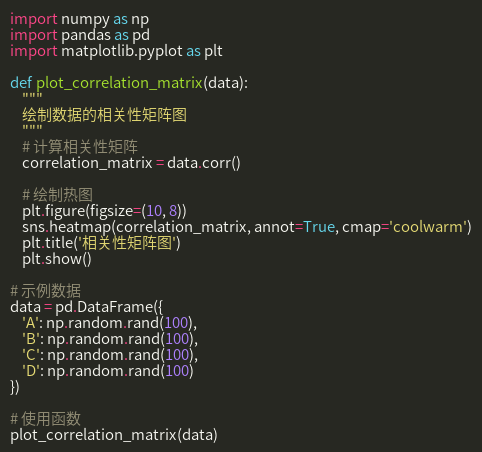 import numpy as np
import pandas as pd
import matplotlib.pyplot as plt

def plot_correlation_matrix(data):
    """
    绘制数据的相关性矩阵图
    """
    # 计算相关性矩阵
    correlation_matrix = data.corr()

    # 绘制热图
    plt.figure(figsize=(10, 8))
    sns.heatmap(correlation_matrix, annot=True, cmap='coolwarm')
    plt.title('相关性矩阵图')
    plt.show()

# 示例数据
data = pd.DataFrame({
    'A': np.random.rand(100),
    'B': np.random.rand(100),
    'C': np.random.rand(100),
    'D': np.random.rand(100)
})

# 使用函数
plot_correlation_matrix(data)